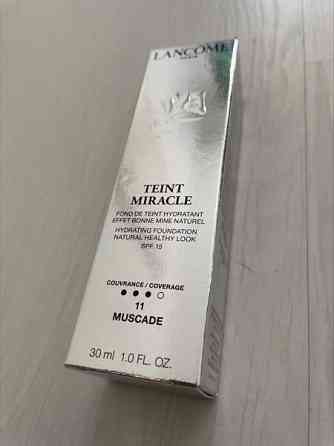 LANCÔME
PARIS
TEINT
MIRACLE
FOND DE TEINT HYDRATANT
EFFET BONNE MINE NATUREL
HYDRATING FOUNDATION
NATURAL HEALTHY LOOK
SPF 15
COUVRANCE / COVERAGE
11
MUSCADE
30 ml 1.0 FL. OZ.